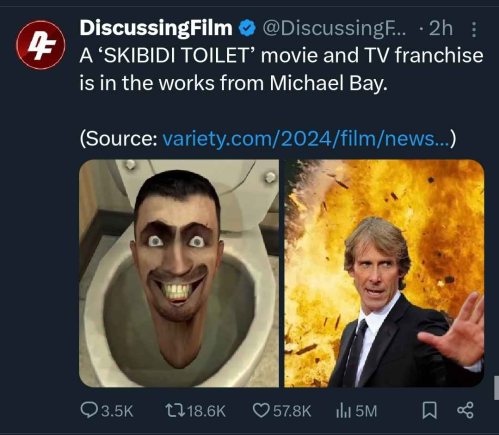 DF
DiscussingFilm @DiscussingF... · 2h
A ‘SKIBIDI TOILET’ movie and TV franchise
is in the works from Michael Bay.
(Source: variety.com/2024/film/news...)
3.5K 18.6K 57.8K 5M